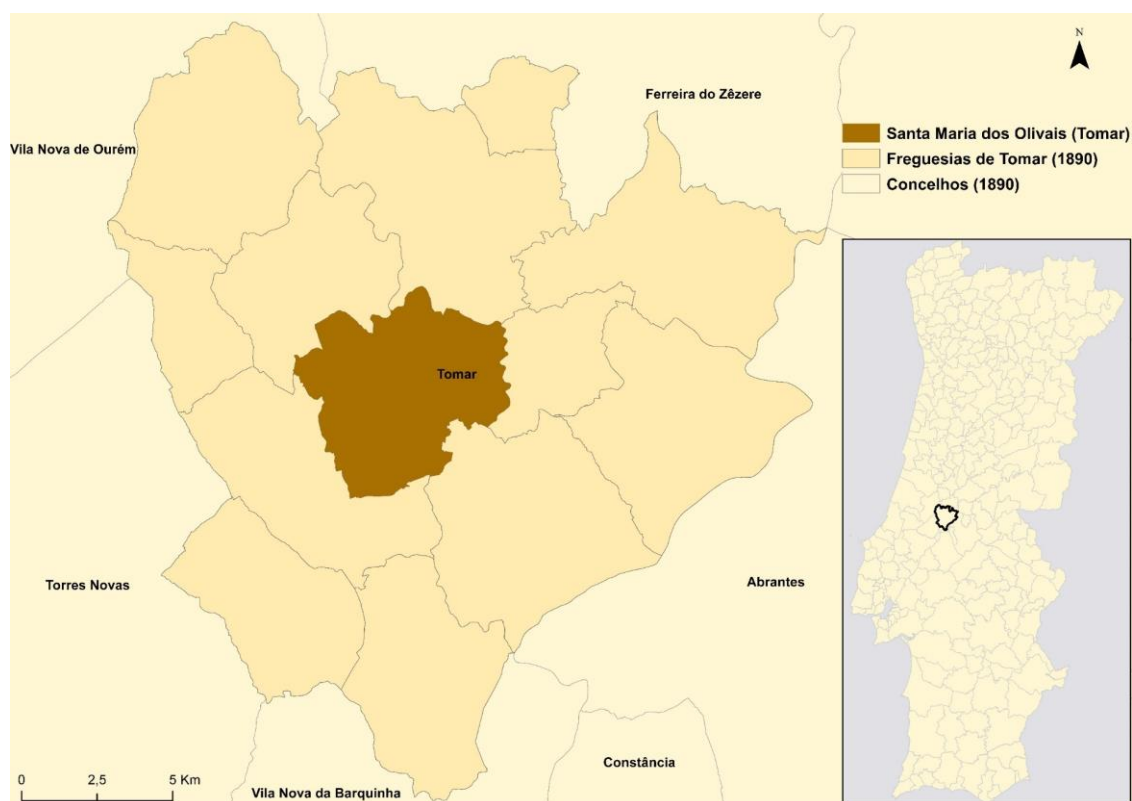 N
Ferreira do Zêzere
Vila Nova de Ourém
Santa Maria dos Olivais (Tomar)
Freguesias de Tomar (1890)
Concelhos (1890)
Tomar
Torres Novas
Abrantes
Constância
Vila Nova da Barquinha
0 2,5 5 Km